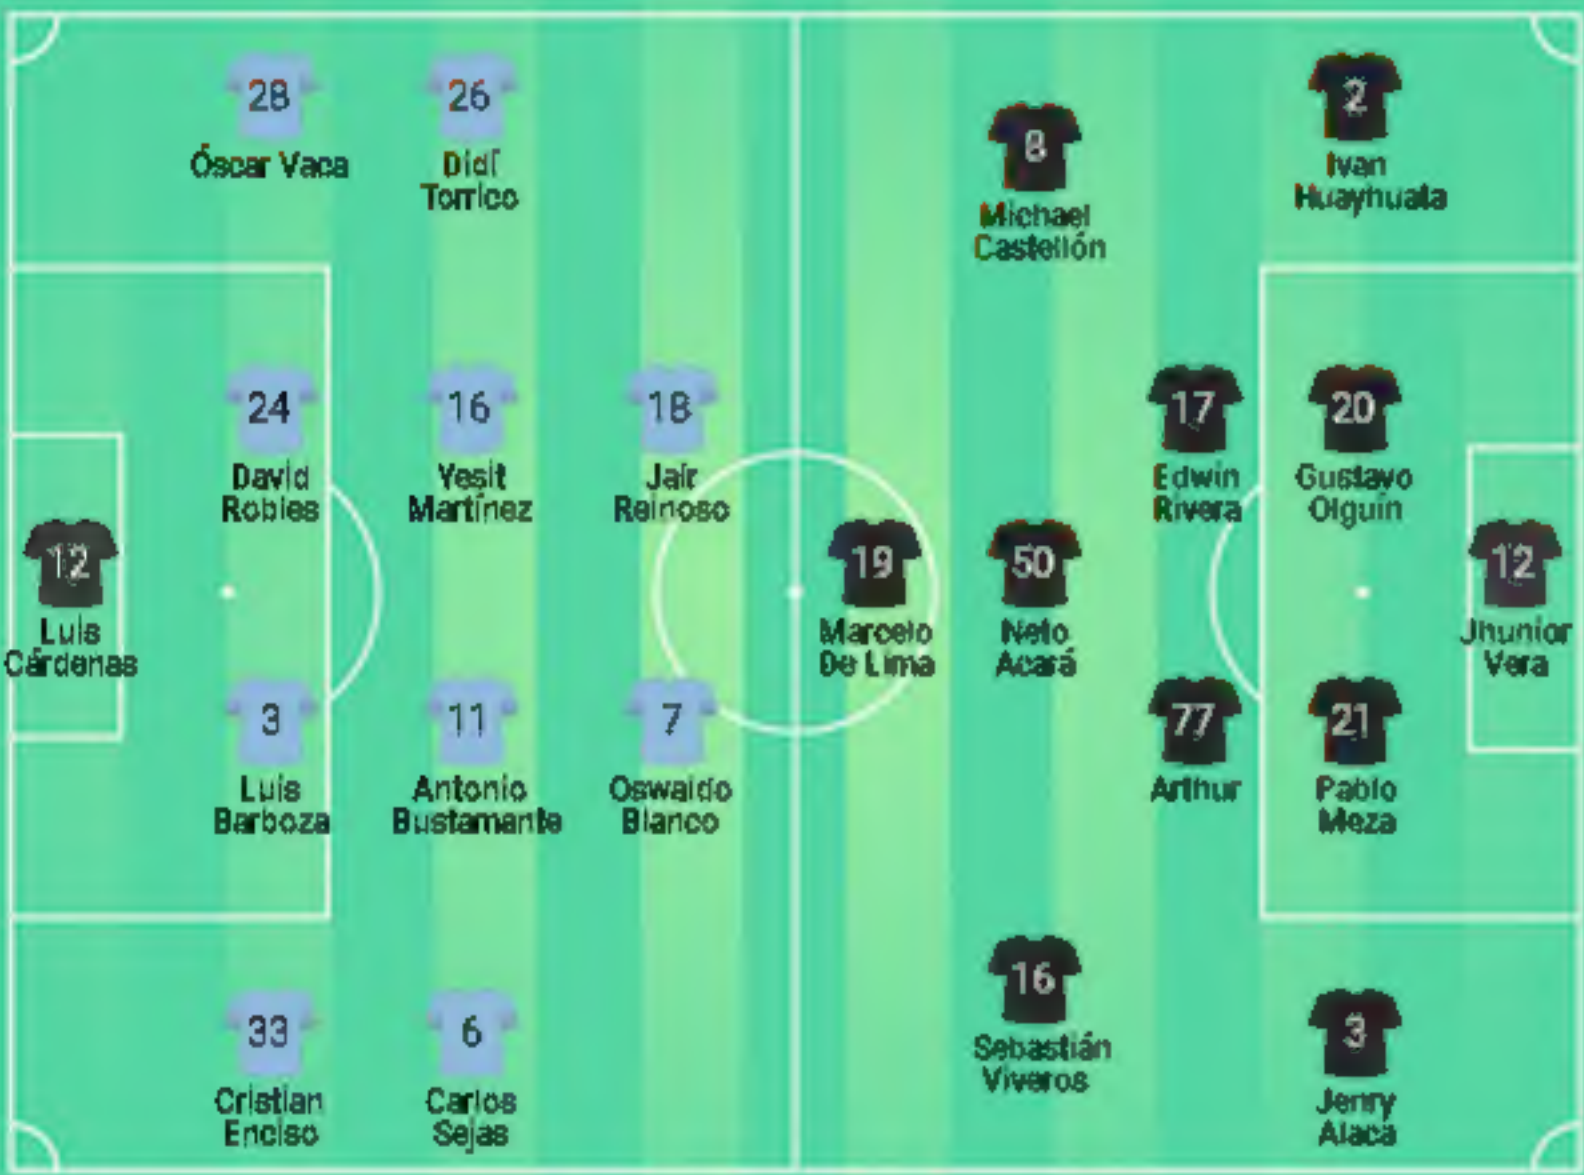 28
Óscar Vaca
26
Didí
Torrico
8
Michael
Castellón
2
Ivan
Huayhuata
24
David
Robles
16
Yesit
Martínez
18
Jair
Reinoso
17
Edwin
Rivera
20
Gustavo
Olguín
12
Luis
Cárdenas
19
Marcelo
De Lima
50
Neto
Acará
12
Jhunior
Vera
3
Luis
Barboza
11
Antonio
Bustamante
7
Oswaldo
Blanco
77
Arthur
21
Pablo
Meza
33
Cristian
Enciso
6
Carlos
Sejas
16
Sebastián
Viveros
3
Jenry
Alaca